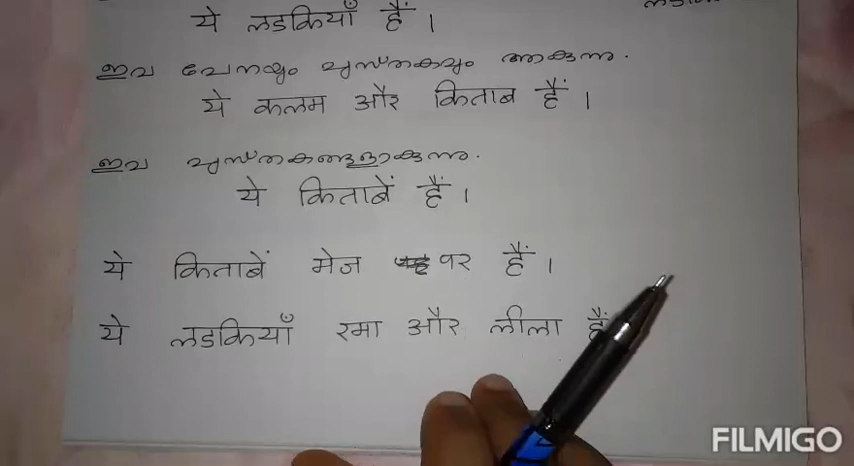 ये लडकियाँ हैं ।
ഇവ പേനയും പുസ്തകവും ആകുന്നു.
ये कलम और किताब हैं ।
ഇവ പുസ്തകങ്ങളാകുന്നു.
ये किताबें हैं ।
ये किताबें मेज पर हैं ।
ये लडकियाँ रमा और लीला हैं
FILMIGO